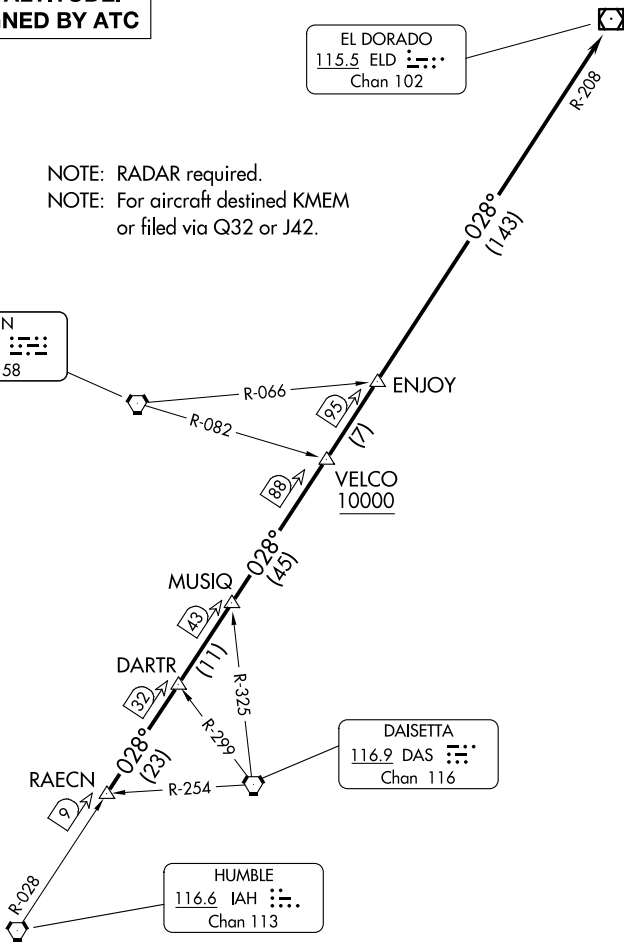 GNED BY ATC
EL DORADO
115.5 ELD
Chan 102
R-208
NOTE: RADAR required.
NOTE: For aircraft destined KMEM
or filed via Q32 or J42.
028°
(143)
N
58
R-066
R-082
ENJOY
95
(7)
VELCO
10000
88
028°
(45)
MUSIQ
43
(11)
DARTR
32
R-325
R-299
028°
(23)
DAISETTA
116.9 DAS
Chan 116
RAECN
9
R-254
R-028
HUMBLE
116.6 IAH
Chan 113